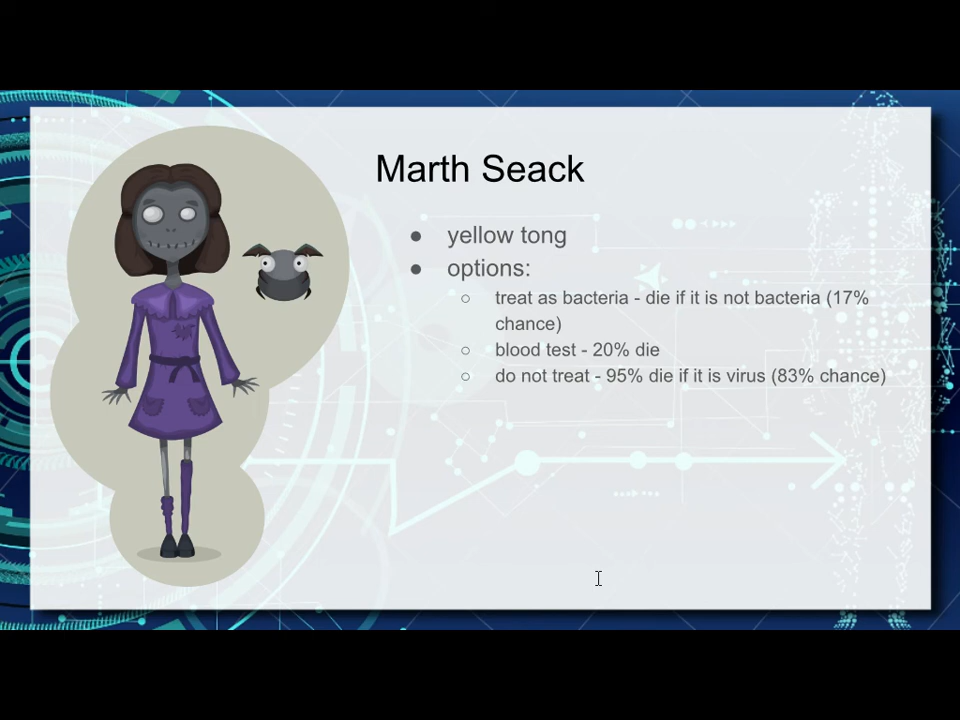 Marth Seack
● yellow tong
● options:
○ treat as bacteria - die if it is not bacteria (17%
chance)
○ blood test - 20% die
○ do not treat - 95% die if it is virus (83% chance)